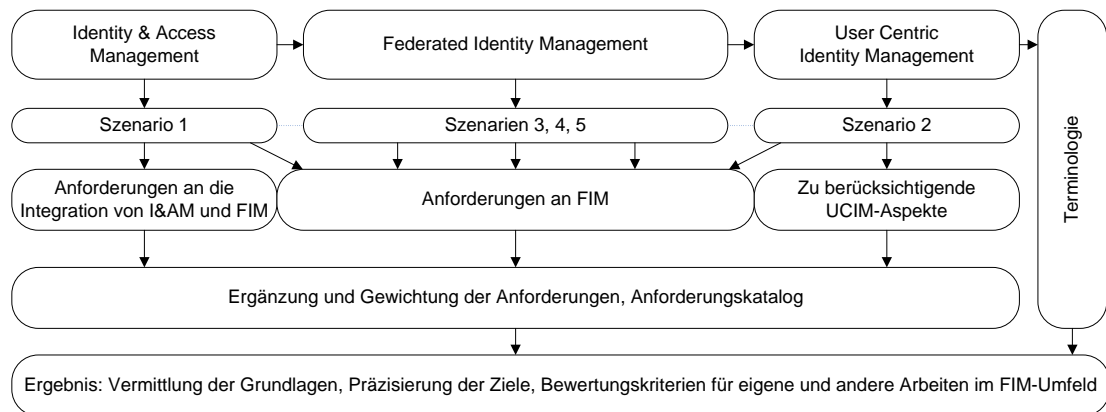 Identity & Access
Management
Federated Identity Management
User Centric
Identity Management
Terminologie
Szenario 1
Szenarien 3, 4, 5
Szenario 2
Anforderungen an die
Integration von I&AM und FIM
Anforderungen an FIM
Zu berücksichtigende
UCIM-Aspekte
Ergänzung und Gewichtung der Anforderungen, Anforderungskatalog
Ergebnis: Vermittlung der Grundlagen, Präzisierung der Ziele, Bewertungskriterien für eigene und andere Arbeiten im FIM-Umfeld